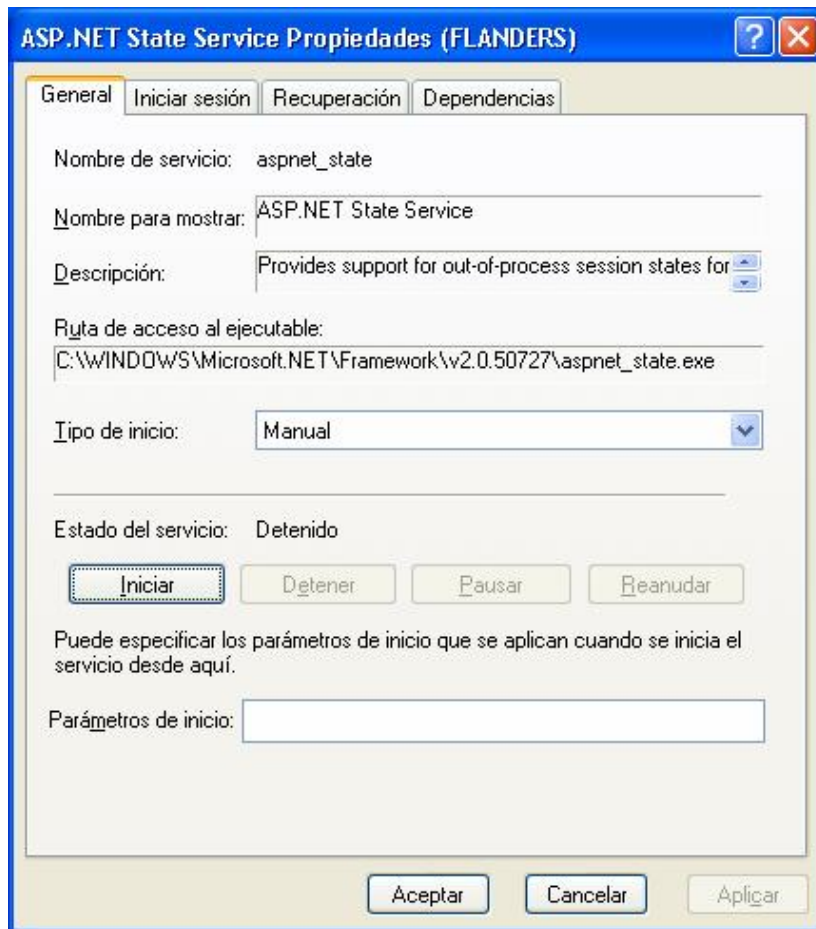 ASP.NET State Service Propiedades (FLANDERS)
General Iniciar sesión Recuperación Dependencias
Nombre de servicio: aspnet_state
Nombre para mostrar: ASP.NET State Service
Descripción: Provides support for out-of-process session states for
Ruta de acceso al ejecutable:
C:\WINDOWS\Microsoft.NET\Framework\v2.0.50727\aspnet_state.exe
Tipo de inicio: Manual
Estado del servicio: Detenido
Iniciar Detener Pausar Reanudar
Puede especificar los parámetros de inicio que se aplican cuando se inicia el
servicio desde aquí.
Parámetros de inicio:
Aceptar Cancelar Aplicar